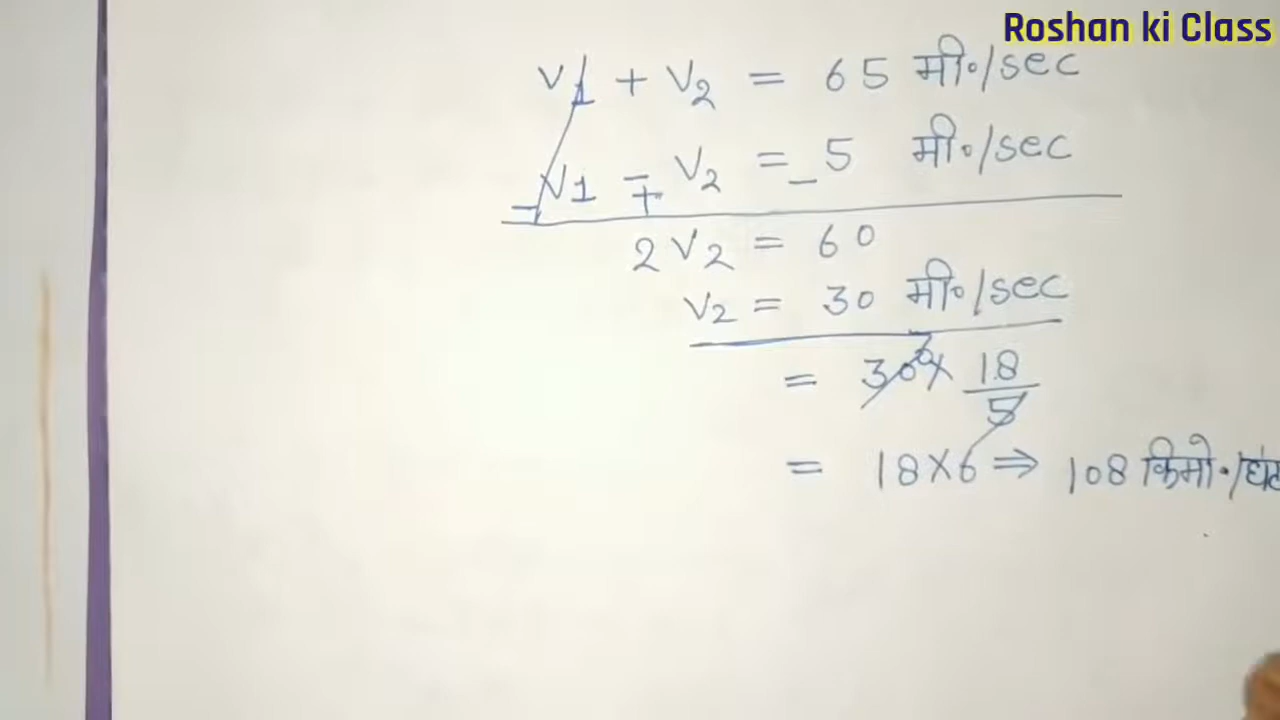 Roshan ki Class
V1 + V2 = 65 मी०/sec
V1 - V2 = 5 मी०/sec
- + -
2V2 = 60
V2 = 30 मी०/sec
= 30 6 × 18/5
= 18×6 ⇒ 108 किमी०/घंट